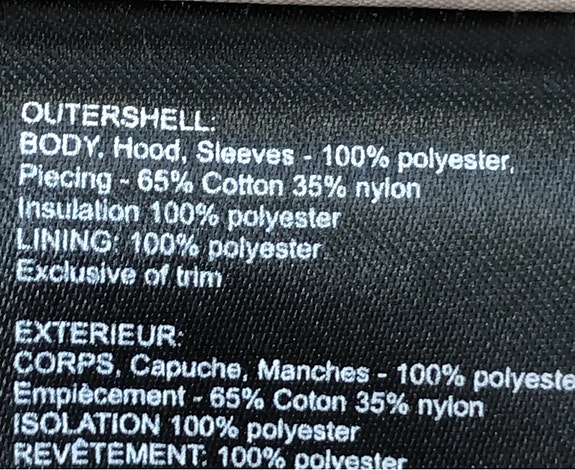 OUTERSHELL:
BODY, Hood, Sleeves - 100% polyester,
Piecing - 65% Cotton 35% nylon
Insulation 100% polyester
LINING: 100% polyester
Exclusive of trim
EXTERIEUR:
CORPS, Capuche, Manches - 100% polyeste
Empiècement - 65% Coton 35% nylon
ISOLATION 100% polyester
REVÊTEMENT: 100% polyester